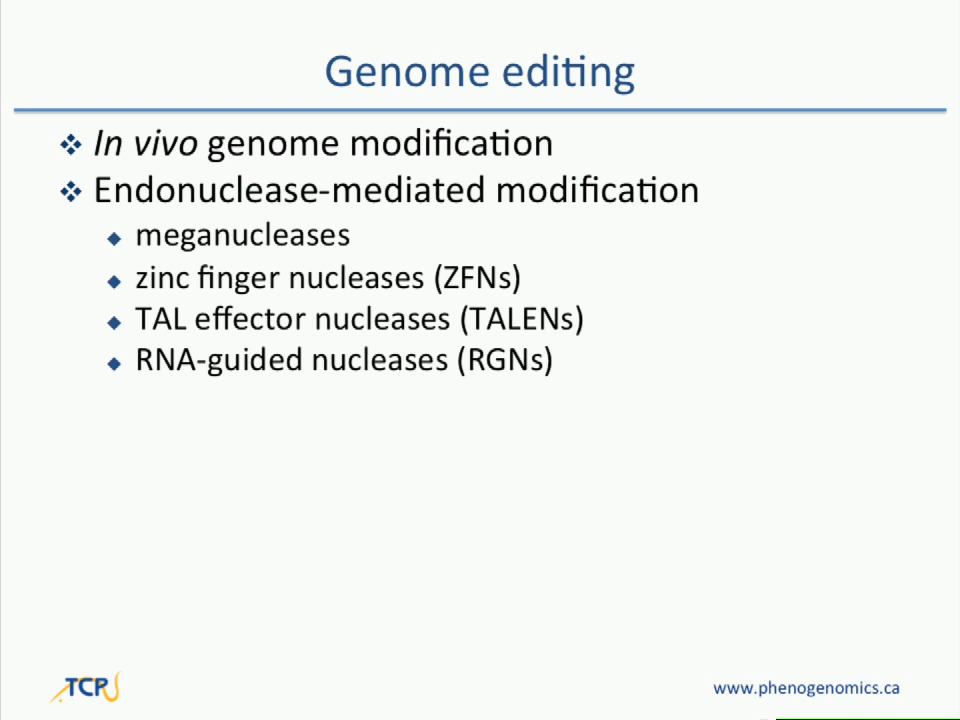 Genome editing
In vivo genome modification
Endonuclease-mediated modification
meganucleases
zinc finger nucleases (ZFNs)
TAL effector nucleases (TALENs)
RNA-guided nucleases (RGNs)
TCP
www.phenogenomics.ca